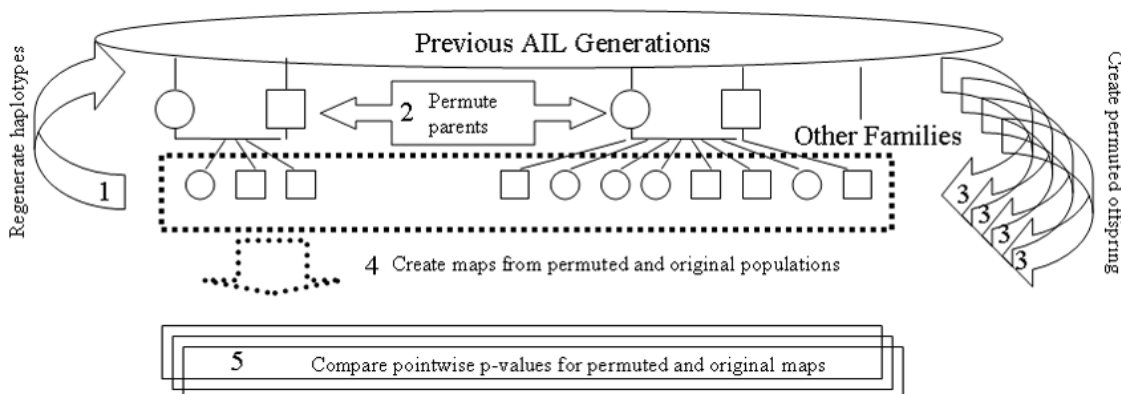 Previous AIL Generations
Regenerate haplotypes
Create permuted offspring
2 Permute
parents
Other Families
1
3
3
3
3
4 Create maps from permuted and original populations
5 Compare pointwise p-values for permuted and original maps